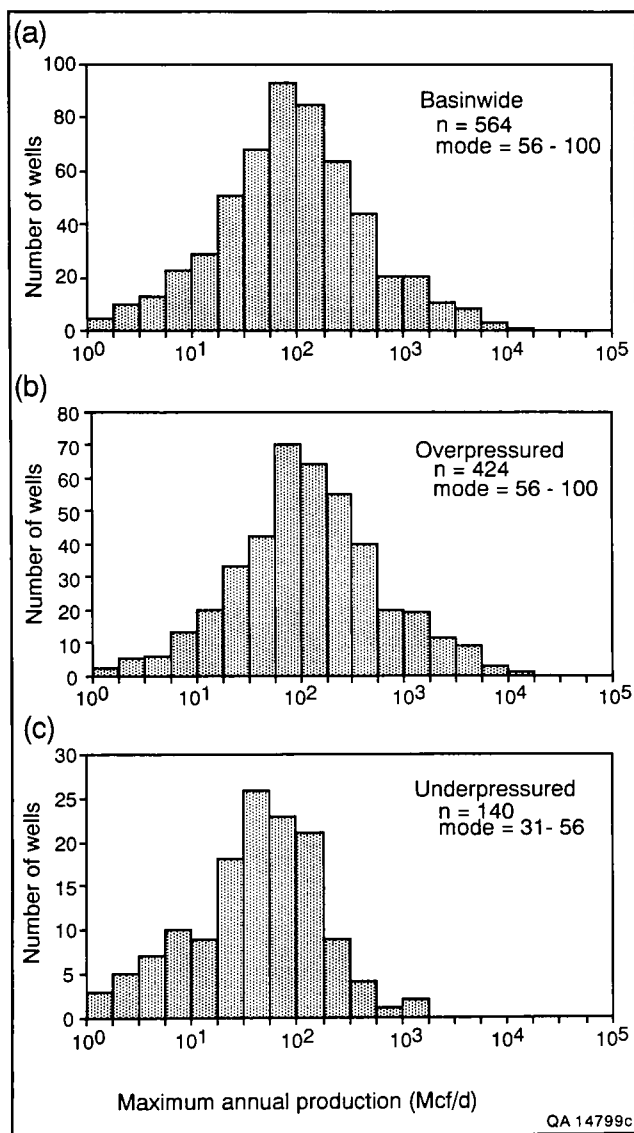 (a)
100
80
60
40
20
0
Number of wells
Basinwide
n = 564
mode = 56 - 100
10⁰ 10¹ 10² 10³ 10⁴ 10⁵
(b)
80
70
60
50
40
30
20
10
0
Number of wells
Overpressured
n = 424
mode = 56 - 100
10⁰ 10¹ 10² 10³ 10⁴ 10⁵
(c)
30
25
20
15
10
5
0
Number of wells
Underpressured
n = 140
mode = 31- 56
10⁰ 10¹ 10² 10³ 10⁴ 10⁵
Maximum annual production (Mcf/d)
QA 14799c